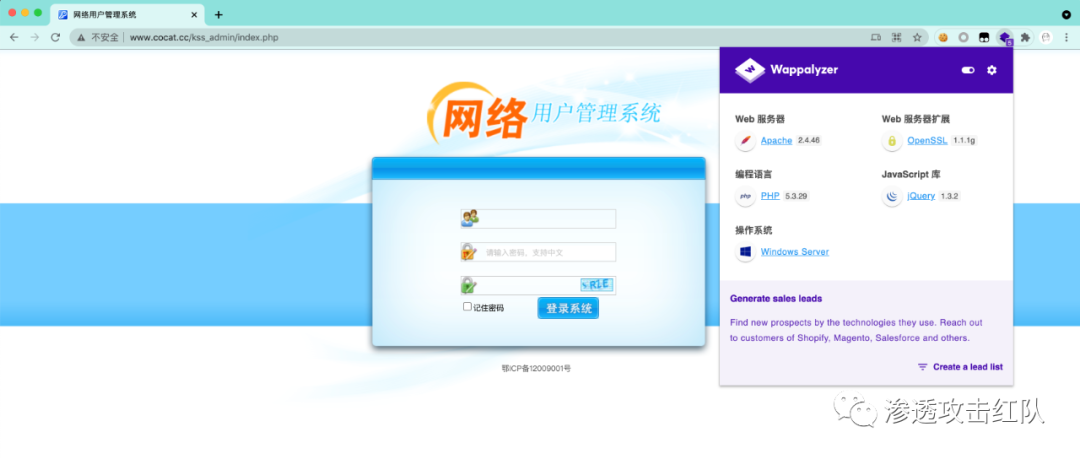 网络用户管理系统
不安全 | www.cocat.cc/kss_admin/index.php
Wappalyzer
网络用户管理系统
Web 服务器
Web 服务器扩展
Apache 2.4.46
OpenSSL 1.1.1g
编程语言
JavaScript 库
PHP 5.3.29
jQuery 1.3.2
操作系统
Windows Server
请输入密码，支持中文
记住密码
登录系统
Generate sales leads
Find new prospects by the technologies they use. Reach out
to customers of Shopify, Magento, Salesforce and others.
Create a lead list
鄂ICP备12009001号
渗透攻击红队